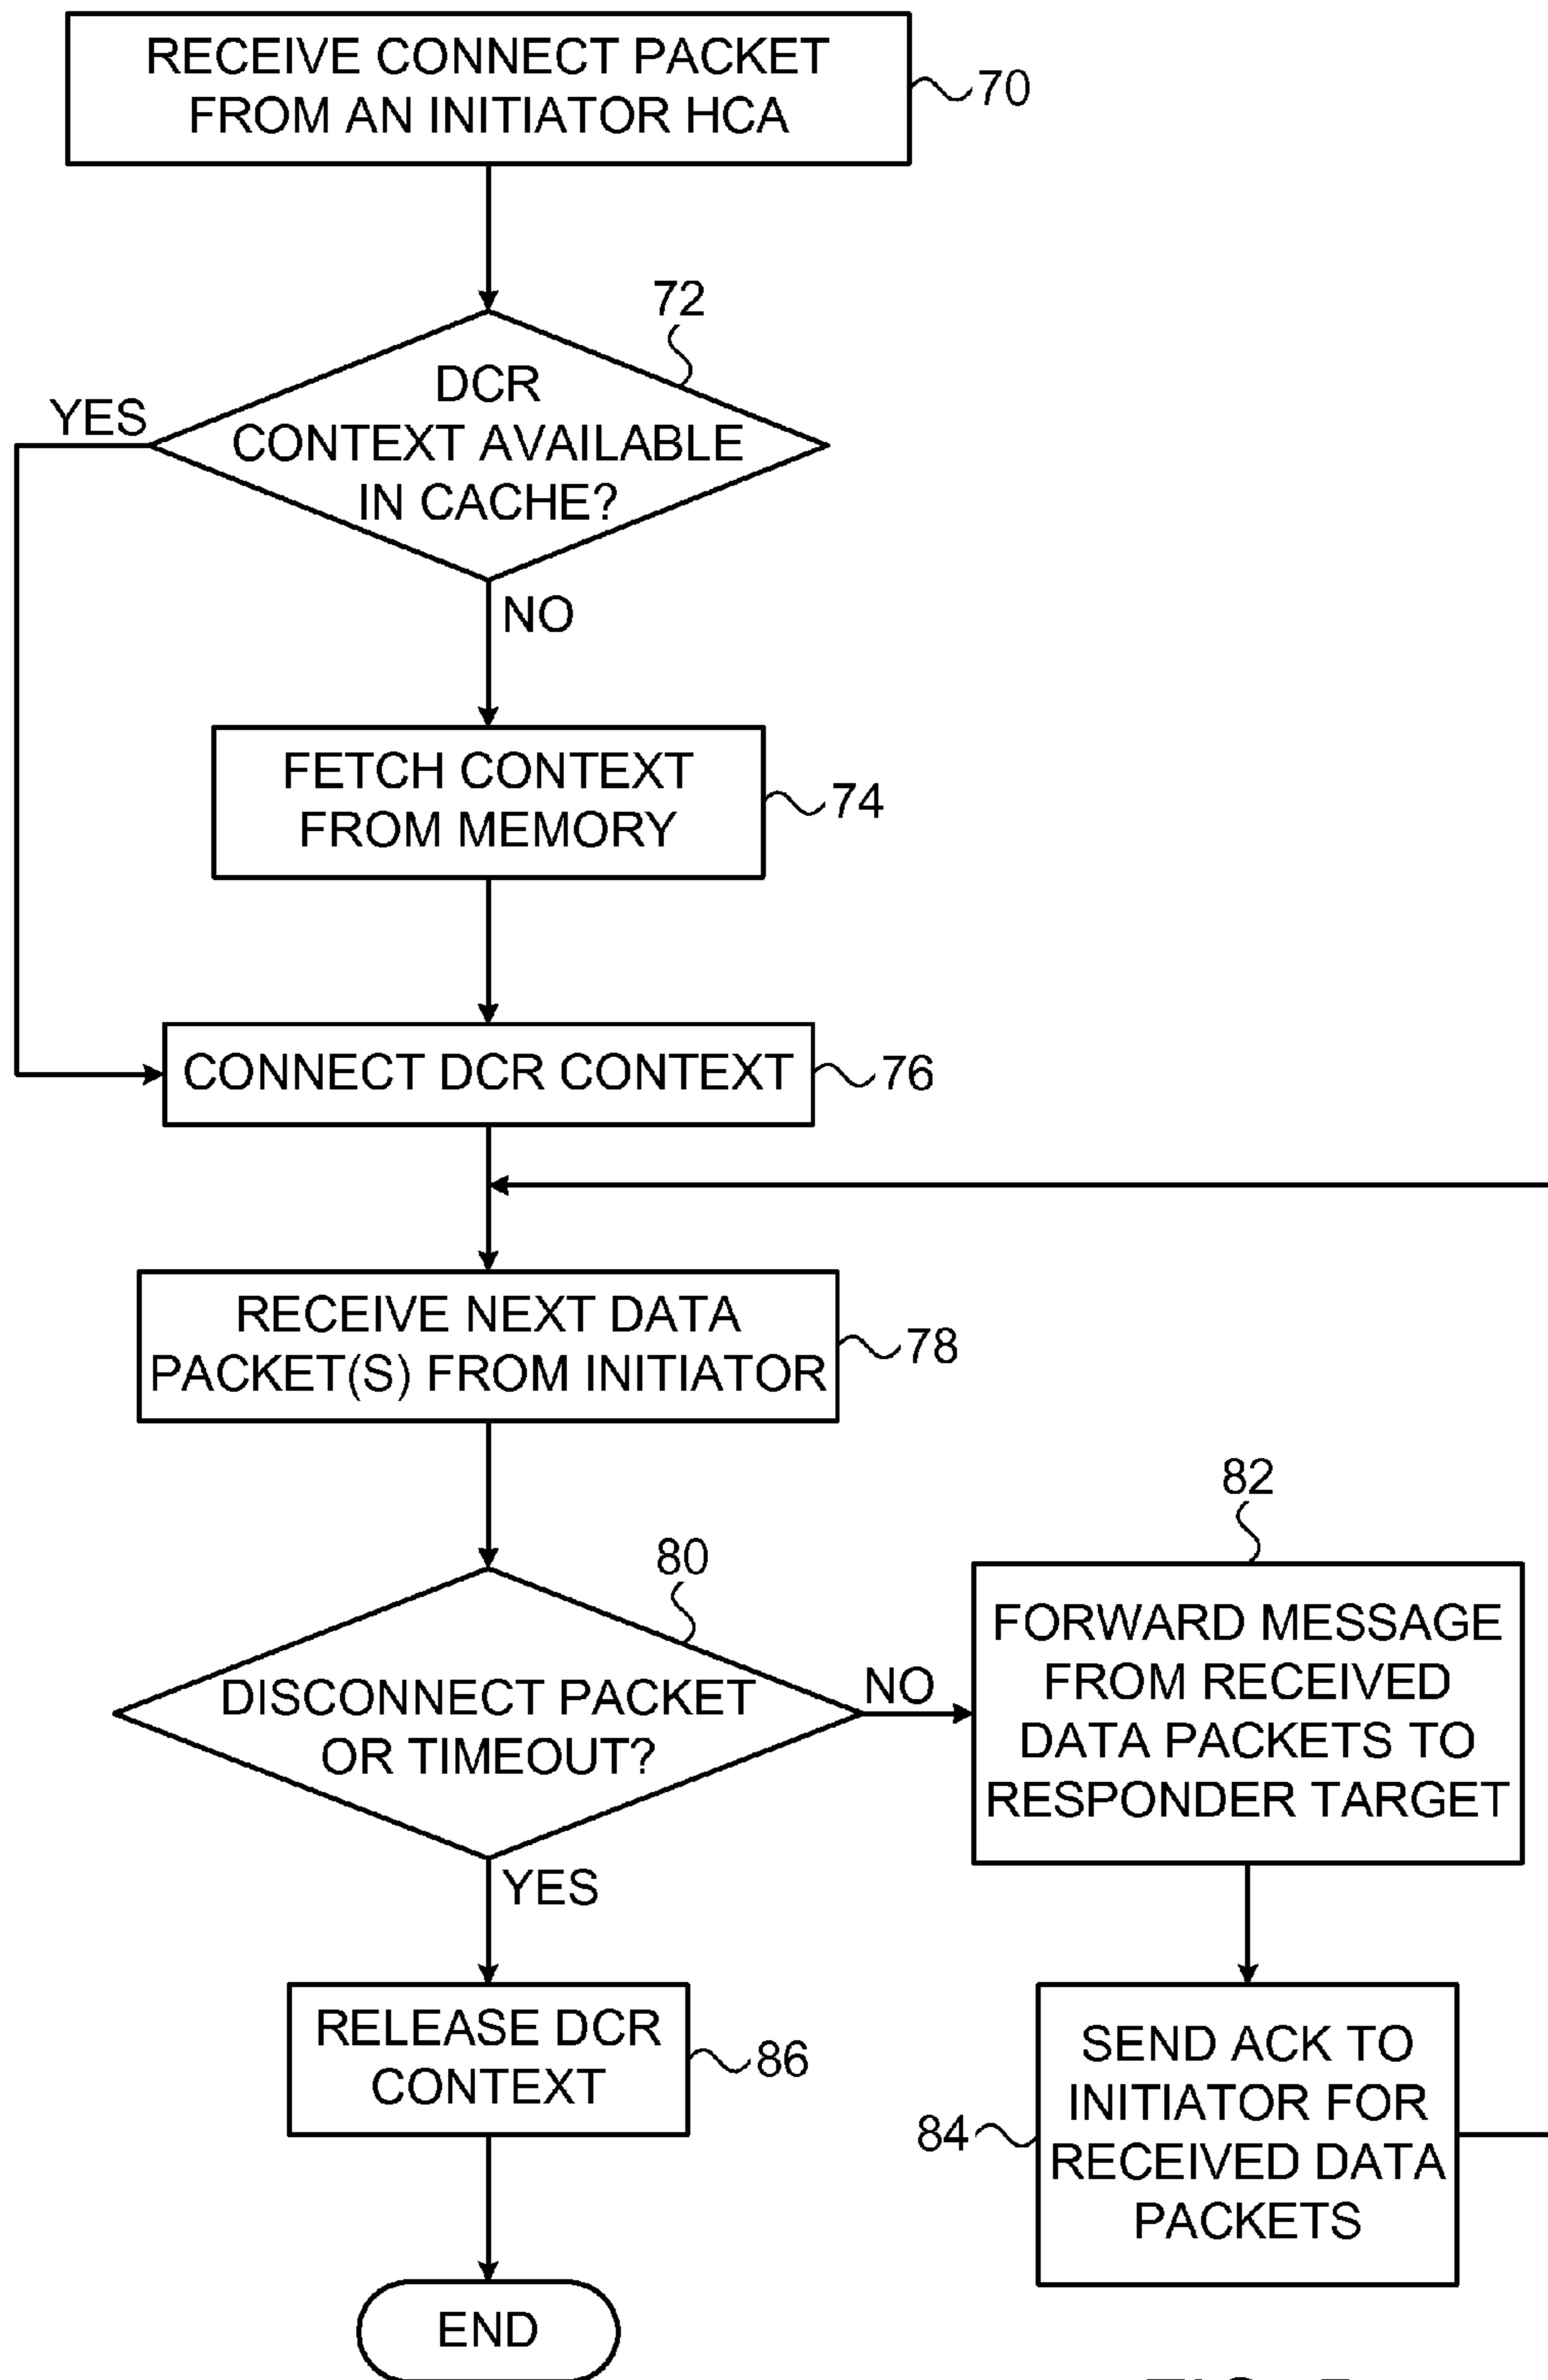 RECEIVE CONNECT PACKET
FROM AN INITIATOR HCA
70
72
DCR
CONTEXT AVAILABLE
IN CACHE?
YES
NO
FETCH CONTEXT
FROM MEMORY
74
CONNECT DCR CONTEXT
76
RECEIVE NEXT DATA
PACKET(S) FROM INITIATOR
78
80
DISCONNECT PACKET
OR TIMEOUT?
NO
YES
82
FORWARD MESSAGE
FROM RECEIVED
DATA PACKETS TO
RESPONDER TARGET
RELEASE DCR
CONTEXT
86
84
SEND ACK TO
INITIATOR FOR
RECEIVED DATA
PACKETS
END